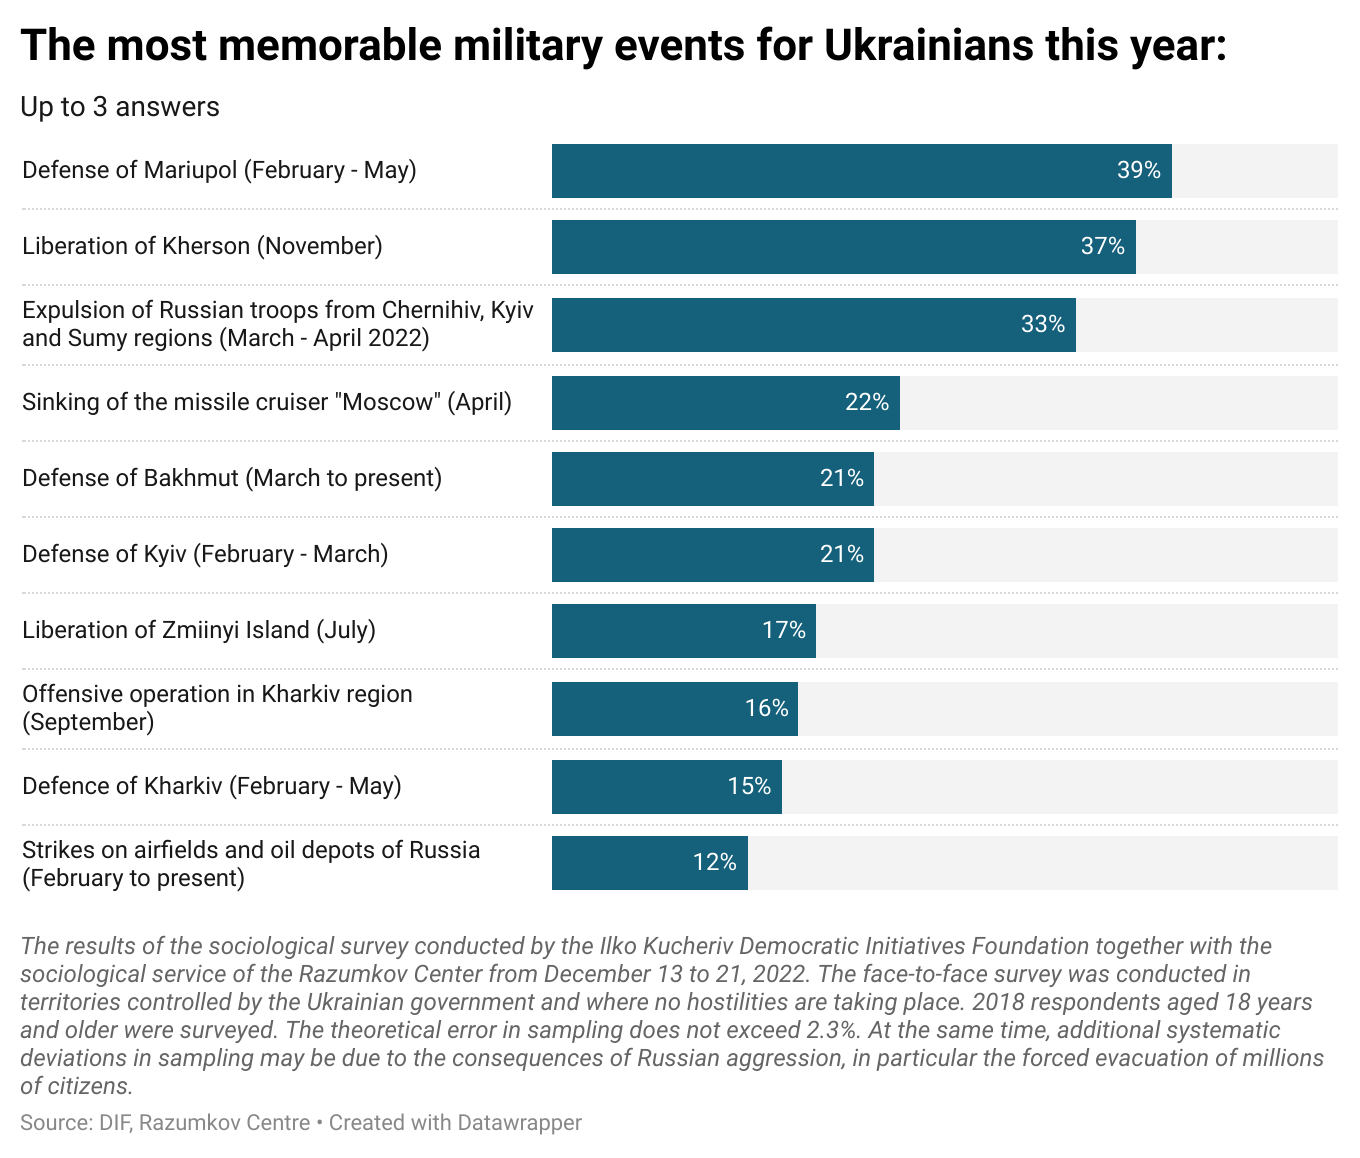 The most memorable military events for Ukrainians this year:
Up to 3 answers
Defense of Mariupol (February - May)
39%
Liberation of Kherson (November)
37%
Expulsion of Russian troops from Chernihiv, Kyiv
and Sumy regions (March - April 2022)
33%
Sinking of the missile cruiser "Moscow" (April)
22%
Defense of Bakhmut (March to present)
21%
Defense of Kyiv (February - March)
21%
Liberation of Zmiinyi Island (July)
17%
Offensive operation in Kharkiv region
(September)
16%
Defence of Kharkiv (February - May)
15%
Strikes on airfields and oil depots of Russia
(February to present)
12%
The results of the sociological survey conducted by the Ilko Kucheriv Democratic Initiatives Foundation together with the
sociological service of the Razumkov Center from December 13 to 21, 2022. The face-to-face survey was conducted in
territories controlled by the Ukrainian government and where no hostilities are taking place. 2018 respondents aged 18 years
and older were surveyed. The theoretical error in sampling does not exceed 2.3%. At the same time, additional systematic
deviations in sampling may be due to the consequences of Russian aggression, in particular the forced evacuation of millions
of citizens.
Source: DIF, Razumkov Centre • Created with Datawrapper